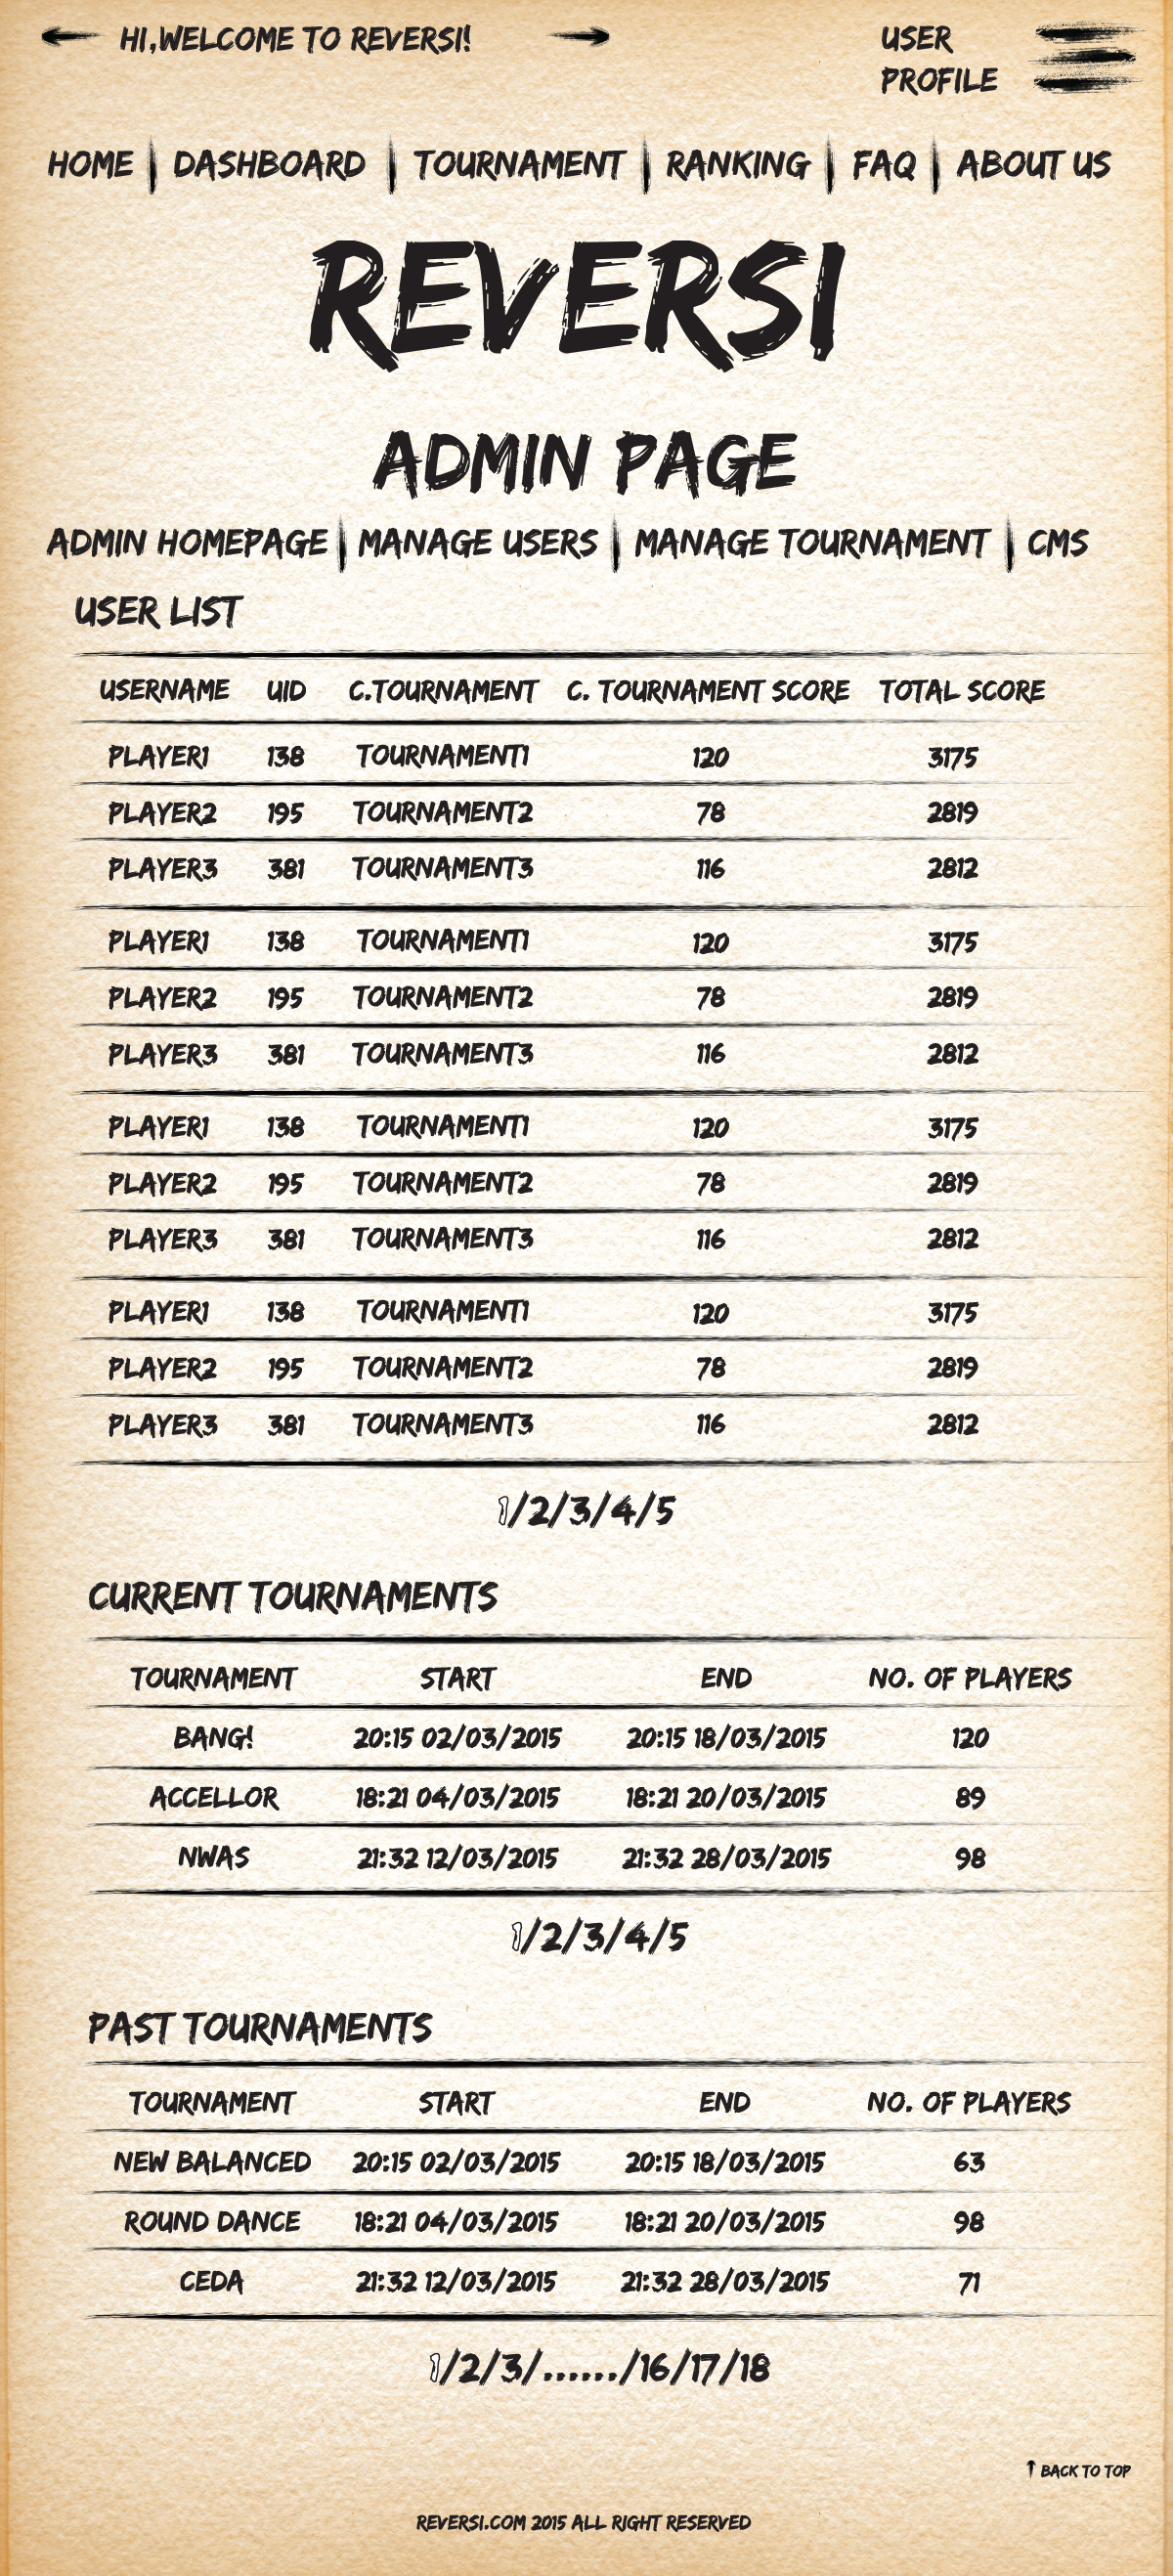 HI,WELCOME TO REVERSI!
USER
PROFILE
HOME DASHBOARD TOURNAMENT RANKING FAQ ABOUT US
REVERSI
ADMIN PAGE
ADMIN HOMEPAGE MANAGE USERS MANAGE TOURNAMENT CMS
USER LIST
USERNAME UID C.TOURNAMENT C. TOURNAMENT SCORE TOTAL SCORE
PLAYER1 138 TOURNAMENT1 120 3175
PLAYER2 195 TOURNAMENT2 78 2819
PLAYER3 381 TOURNAMENT3 116 2812
PLAYER1 138 TOURNAMENT1 120 3175
PLAYER2 195 TOURNAMENT2 78 2819
PLAYER3 381 TOURNAMENT3 116 2812
PLAYER1 138 TOURNAMENT1 120 3175
PLAYER2 195 TOURNAMENT2 78 2819
PLAYER3 381 TOURNAMENT3 116 2812
PLAYER1 138 TOURNAMENT1 120 3175
PLAYER2 195 TOURNAMENT2 78 2819
PLAYER3 381 TOURNAMENT3 116 2812
1/2/3/4/5
CURRENT TOURNAMENTS
TOURNAMENT START END NO. OF PLAYERS
BANG! 20:15 02/03/2015 20:15 18/03/2015 120
ACCELLOR 18:21 04/03/2015 18:21 20/03/2015 89
NWAS 21:32 12/03/2015 21:32 28/03/2015 98
1/2/3/4/5
PAST TOURNAMENTS
TOURNAMENT START END NO. OF PLAYERS
NEW BALANCED 20:15 02/03/2015 20:15 18/03/2015 63
ROUND DANCE 18:21 04/03/2015 18:21 20/03/2015 98
CEDA 21:32 12/03/2015 21:32 28/03/2015 71
1/2/3/....../16/17/18
BACK TO TOP
REVERSI.COM 2015 ALL RIGHT RESERVED